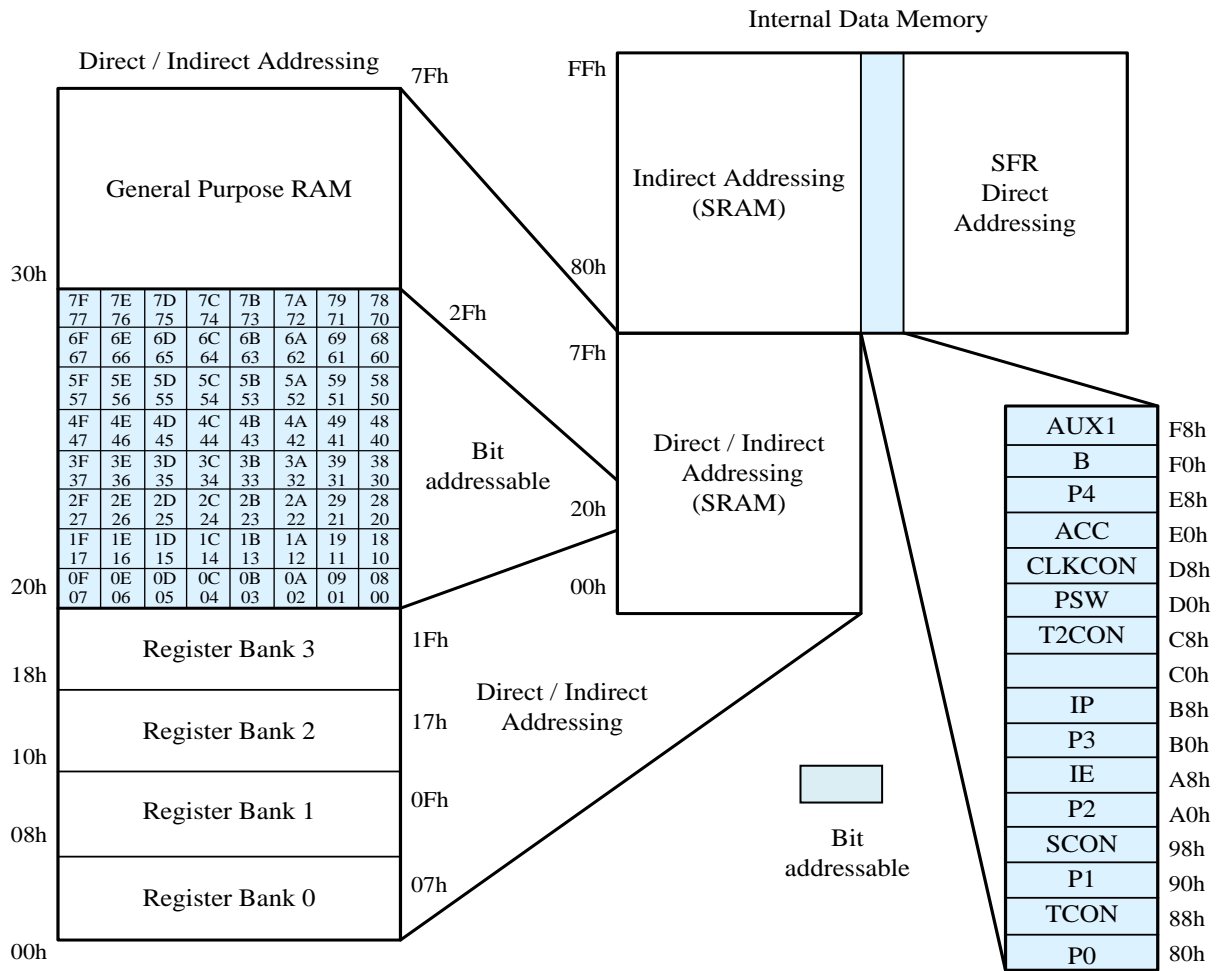 Internal Data Memory
Direct / Indirect Addressing
7Fh
General Purpose RAM
30h
7F 7E 7D 7C 7B 7A 79 78
77 76 75 74 73 72 71 70
6F 6E 6D 6C 6B 6A 69 68
67 66 65 64 63 62 61 60
5F 5E 5D 5C 5B 5A 59 58
57 56 55 54 53 52 51 50
4F 4E 4D 4C 4B 4A 49 48
47 46 45 44 43 42 41 40
3F 3E 3D 3C 3B 3A 39 38
37 36 35 34 33 32 31 30
2F 2E 2D 2C 2B 2A 29 28
27 26 25 24 23 22 21 20
1F 1E 1D 1C 1B 1A 19 18
17 16 15 14 13 12 11 10
0F 0E 0D 0C 0B 0A 09 08
07 06 05 04 03 02 01 00
2Fh
Bit
addressable
20h
Register Bank 3
1Fh
18h
Register Bank 2
17h
10h
Register Bank 1
0Fh
08h
Register Bank 0
07h
00h
Direct / Indirect
Addressing
FFh
Indirect Addressing
(SRAM)
80h
SFR
Direct
Addressing
7Fh
Direct / Indirect
Addressing
(SRAM)
20h
00h
Bit
addressable
AUX1 F8h
B F0h
P4 E8h
ACC E0h
CLKCON D8h
PSW D0h
T2CON C8h
C0h
IP B8h
P3 B0h
IE A8h
P2 A0h
SCON 98h
P1 90h
TCON 88h
P0 80h